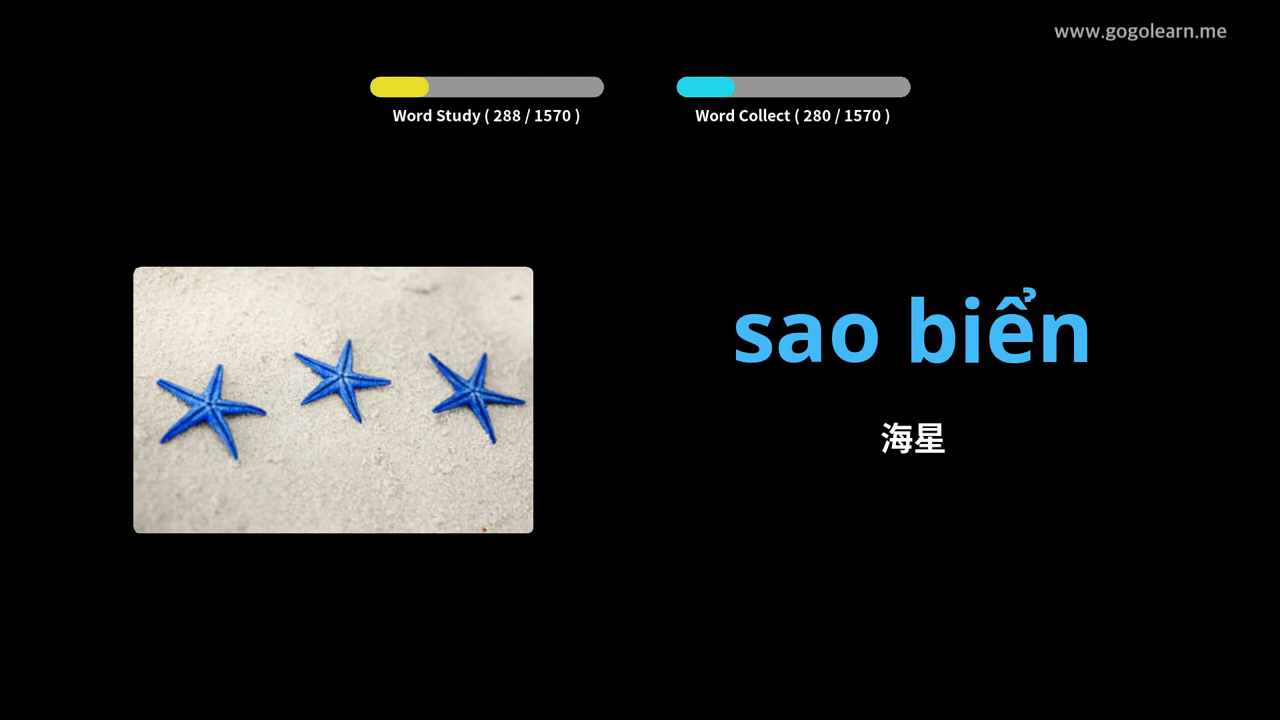 www.gogolearn.me
Word Study ( 288 / 1570 )
Word Collect ( 280 / 1570 )
sao biển
海星